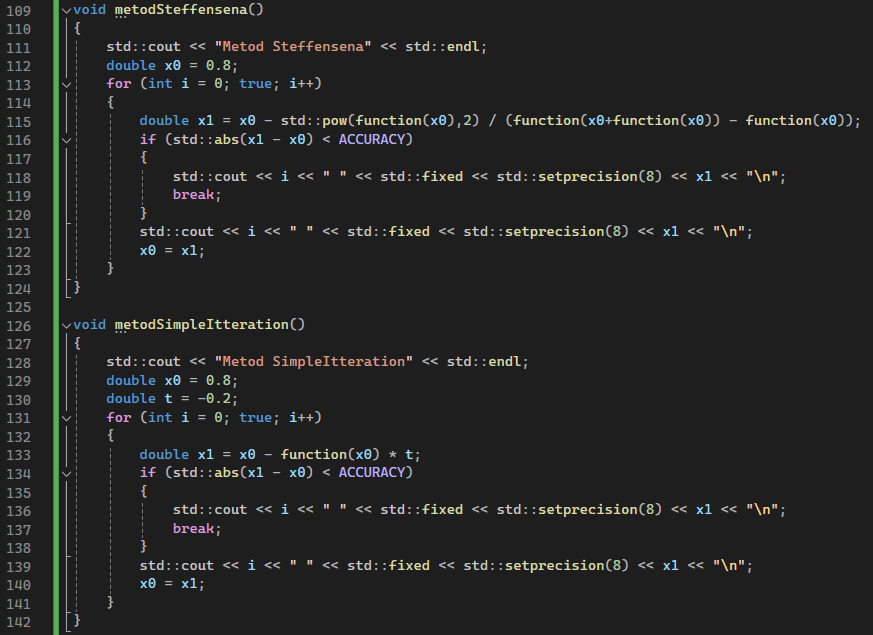 109 void metodSteffensena()
110 {
111 std::cout << "Metod Steffensena" << std::endl;
112 double x0 = 0.8;
113 for (int i = 0; true; i++)
114 {
115 double x1 = x0 - std::pow(function(x0),2) / (function(x0+function(x0)) - function(x0));
116 if (std::abs(x1 - x0) < ACCURACY)
117 {
118 std::cout << i << " " << std::fixed << std::setprecision(8) << x1 << "\n";
119 break;
120 }
121 std::cout << i << " " << std::fixed << std::setprecision(8) << x1 << "\n";
122 x0 = x1;
123 }
124 }
125
126 void metodSimpleItteration()
127 {
128 std::cout << "Metod SimpleItteration" << std::endl;
129 double x0 = 0.8;
130 double t = -0.2;
131 for (int i = 0; true; i++)
132 {
133 double x1 = x0 - function(x0) * t;
134 if (std::abs(x1 - x0) < ACCURACY)
135 {
136 std::cout << i << " " << std::fixed << std::setprecision(8) << x1 << "\n";
137 break;
138 }
139 std::cout << i << " " << std::fixed << std::setprecision(8) << x1 << "\n";
140 x0 = x1;
141 }
142 }